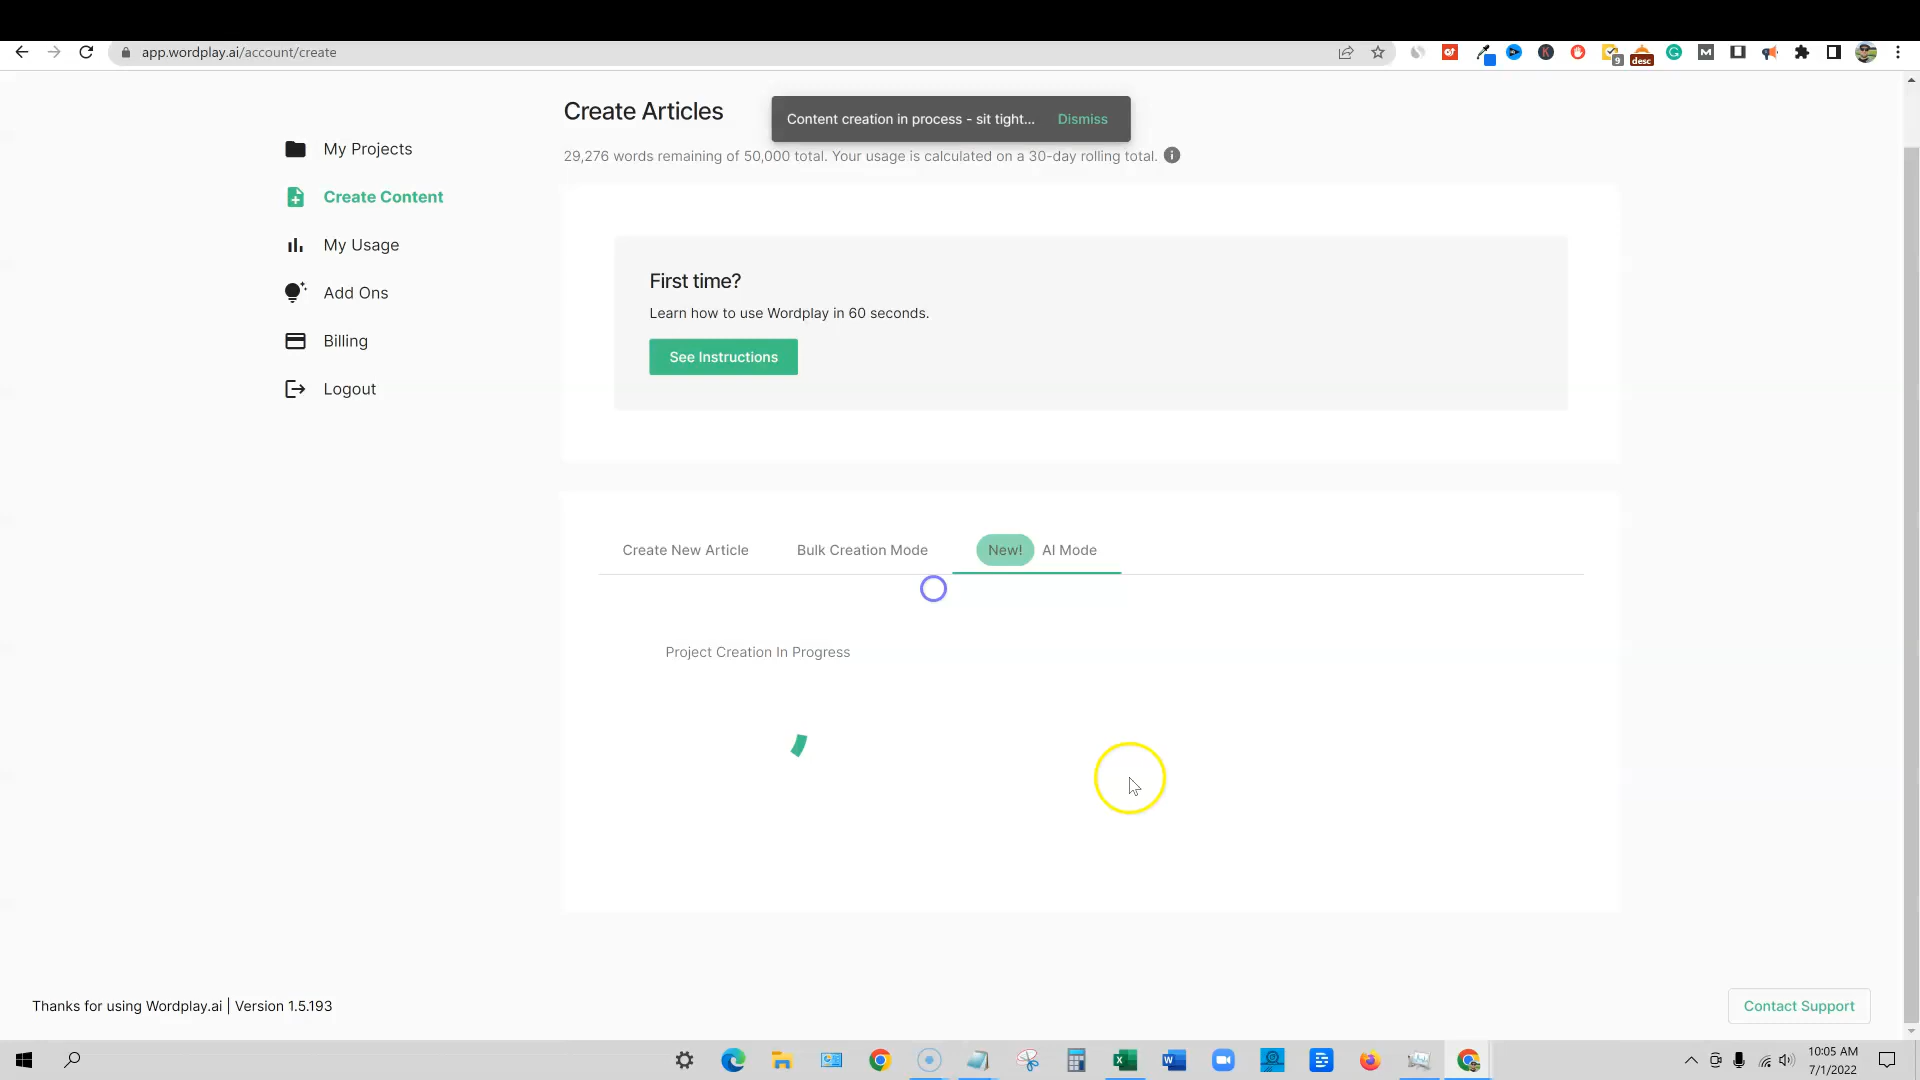 app.wordplay.ai/account/create
9
desc
Create Articles
Content creation in process - sit tight... Dismiss
29,276 words remaining of 50,000 total. Your usage is calculated on a 30-day rolling total.
My Projects
Create Content
My Usage
Add Ons
Billing
Logout
First time?
Learn how to use Wordplay in 60 seconds.
See Instructions
Create New Article
Bulk Creation Mode
New! AI Mode
Project Creation In Progress
Thanks for using Wordplay.ai | Version 1.5.193
Contact Support
10:05 AM
7/1/2022